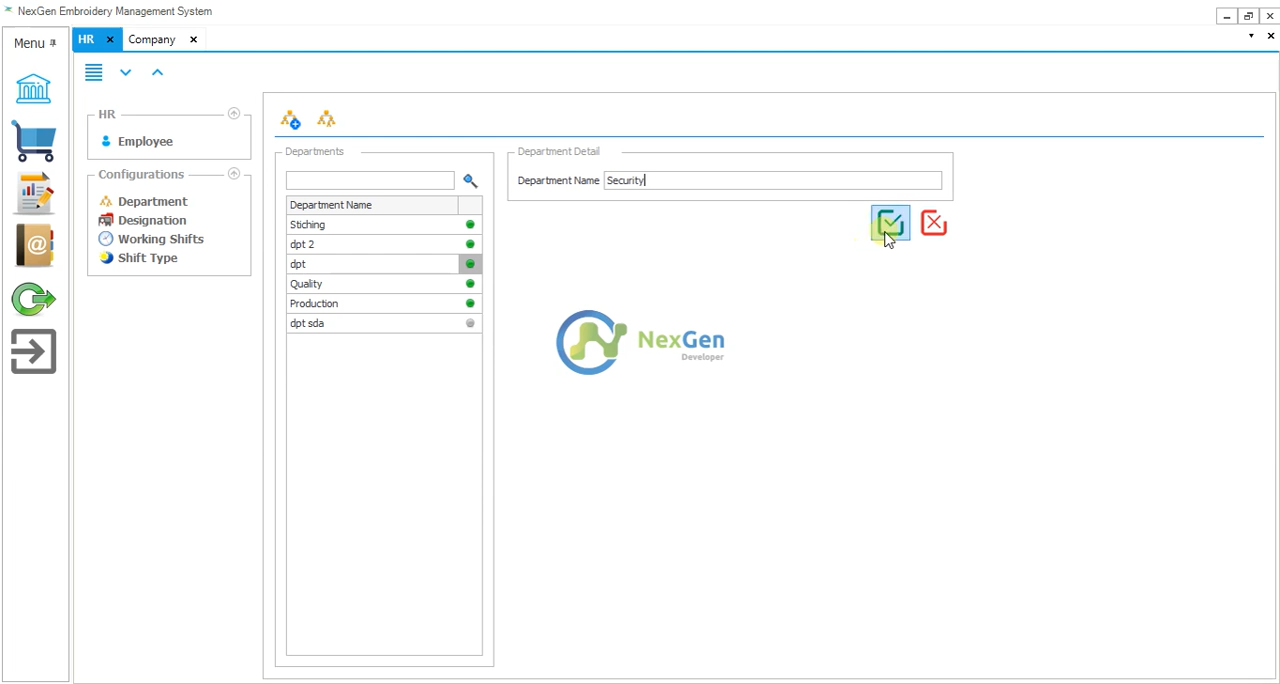 NexGen Embroidery Management System
Menu
HR
Company
HR
Employee
Configurations
Department
Designation
Working Shifts
Shift Type
Departments
Department Name
Stiching
dpt 2
dpt
Quality
Production
dpt sda
Department Detail
Department Name Security
NexGen
Developer